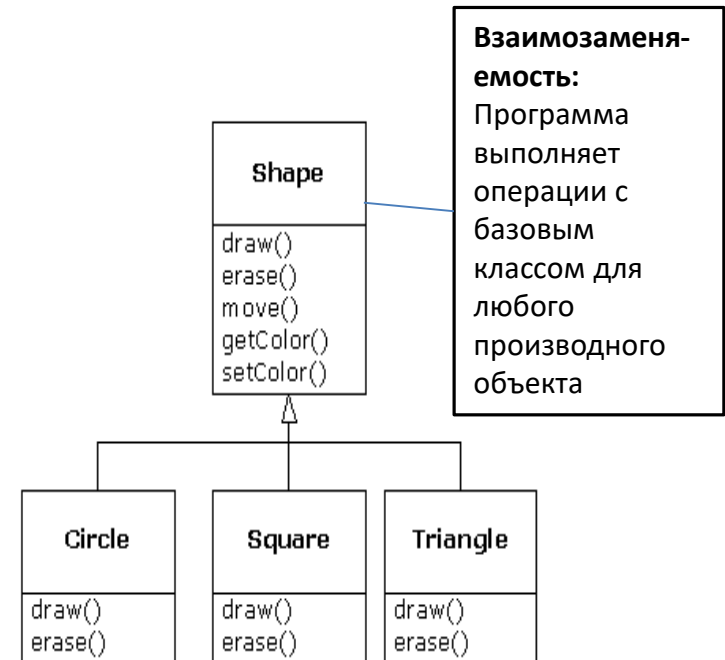 Взаимозаменя-
емость:
Программа
выполняет
операции с
базовым
классом для
любого
производного
объекта
Shape
draw()
erase()
move()
getColor()
setColor()
Circle
draw()
erase()
Square
draw()
erase()
Triangle
draw()
erase()